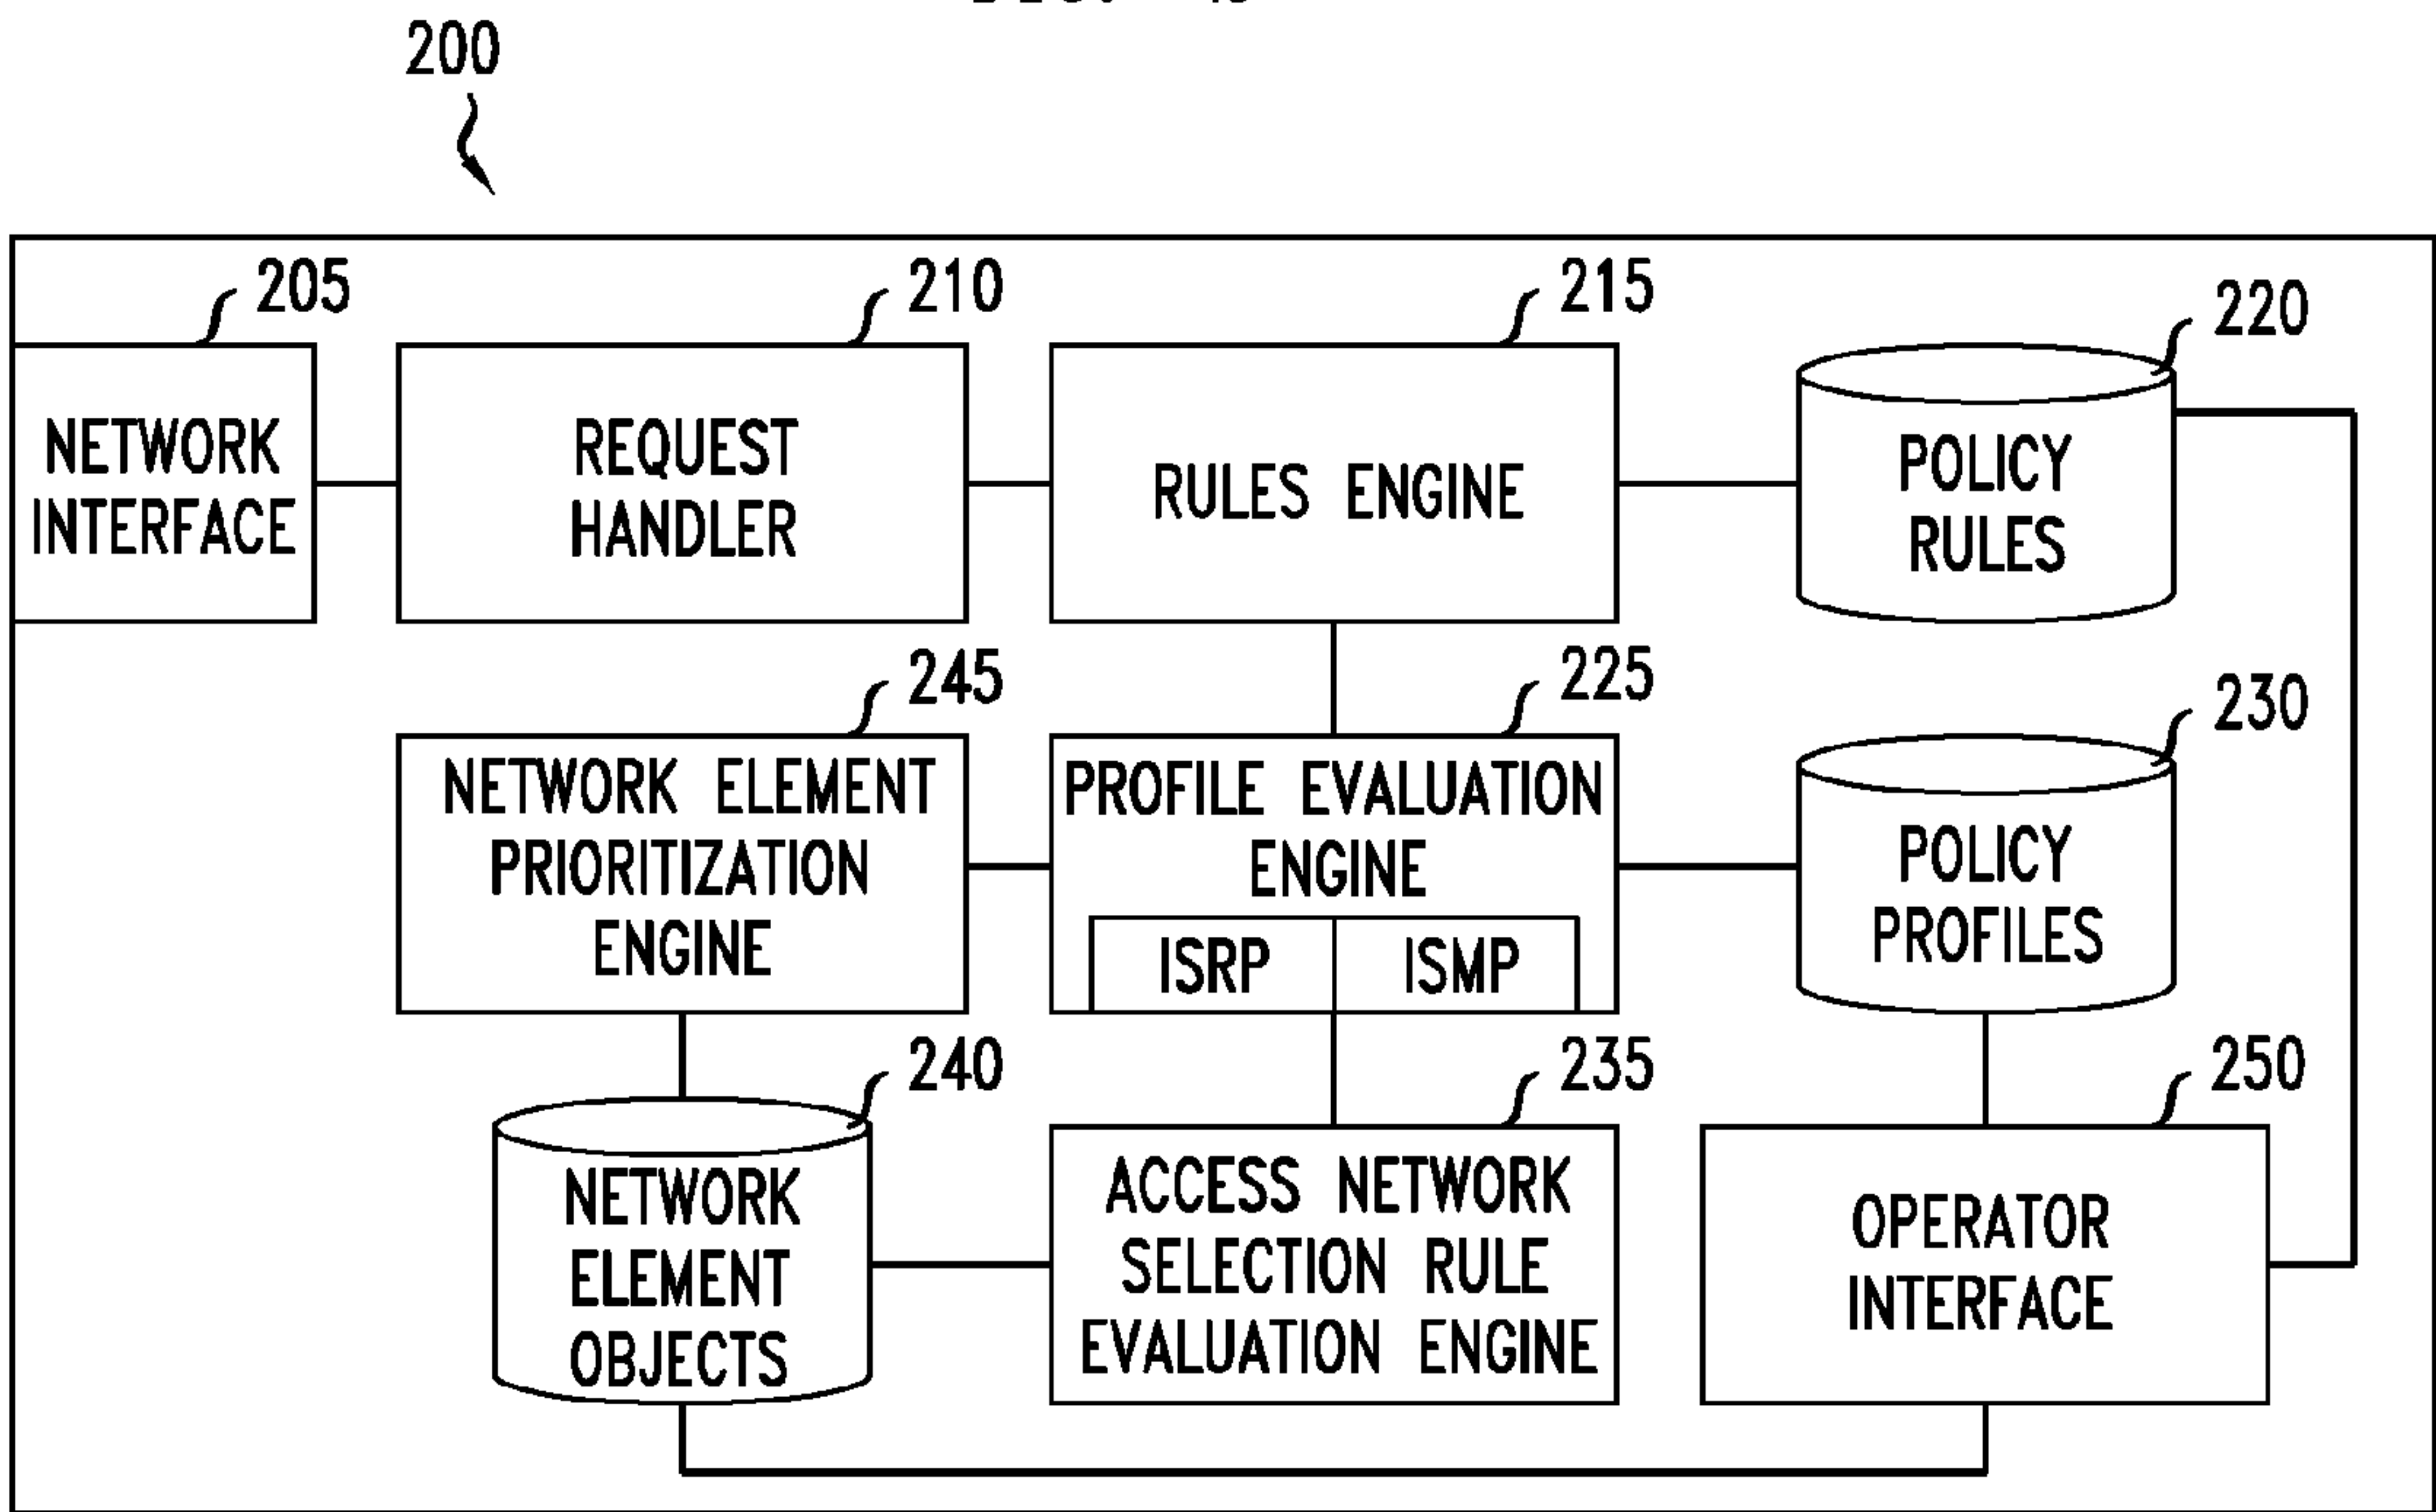 200
205
210
215
220
NETWORK
INTERFACE
REQUEST
HANDLER
RULES ENGINE
POLICY
RULES
245
225
230
NETWORK ELEMENT
PRIORITIZATION
ENGINE
PROFILE EVALUATION
ENGINE
ISRP
ISMP
POLICY
PROFILES
240
235
250
NETWORK
ELEMENT
OBJECTS
ACCESS NETWORK
SELECTION RULE
EVALUATION ENGINE
OPERATOR
INTERFACE